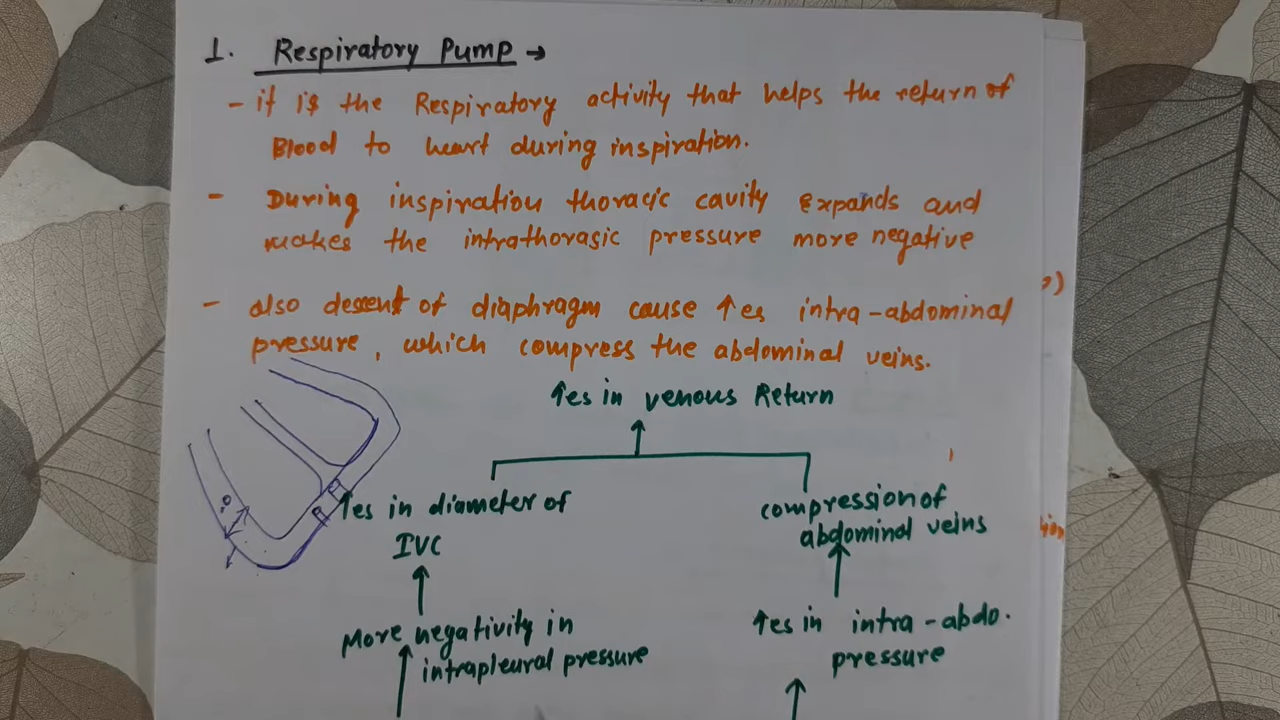 1. Respiratory Pump →
- it is the Respiratory activity that helps the return of
Blood to heart during inspiration.
- During inspiration thoracic cavity expands and
makes the intrathorasic pressure more negative
- also descent of diaphragm cause ↑es intra-abdominal
pressure, which compress the abdominal veins.
↑es in venous Return
↑es in diameter of
IVC
compression of
abdominal veins
More negativity in
intrapleural pressure
↑es in intra-abdo.
pressure